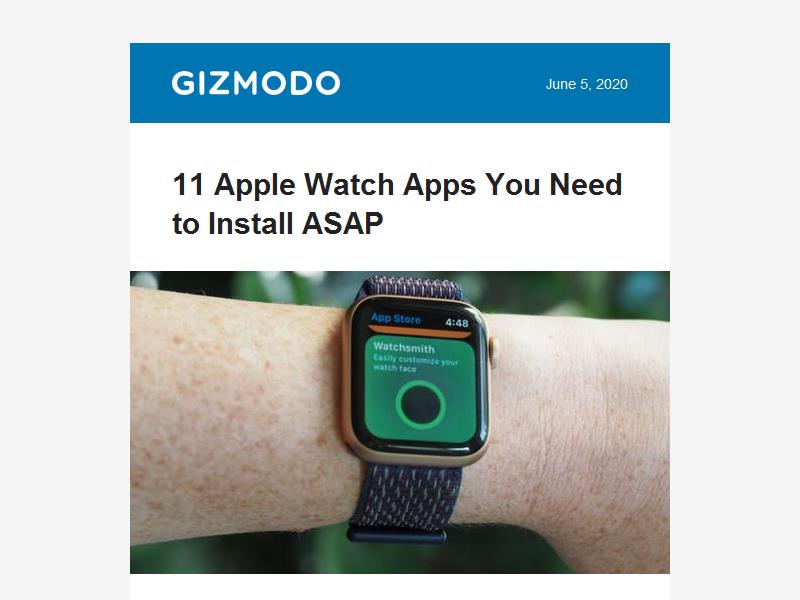 GIZMODO
June 5, 2020
11 Apple Watch Apps You Need
to Install ASAP
App Store
4:48
Watchsmith
Easily customize your
watch face